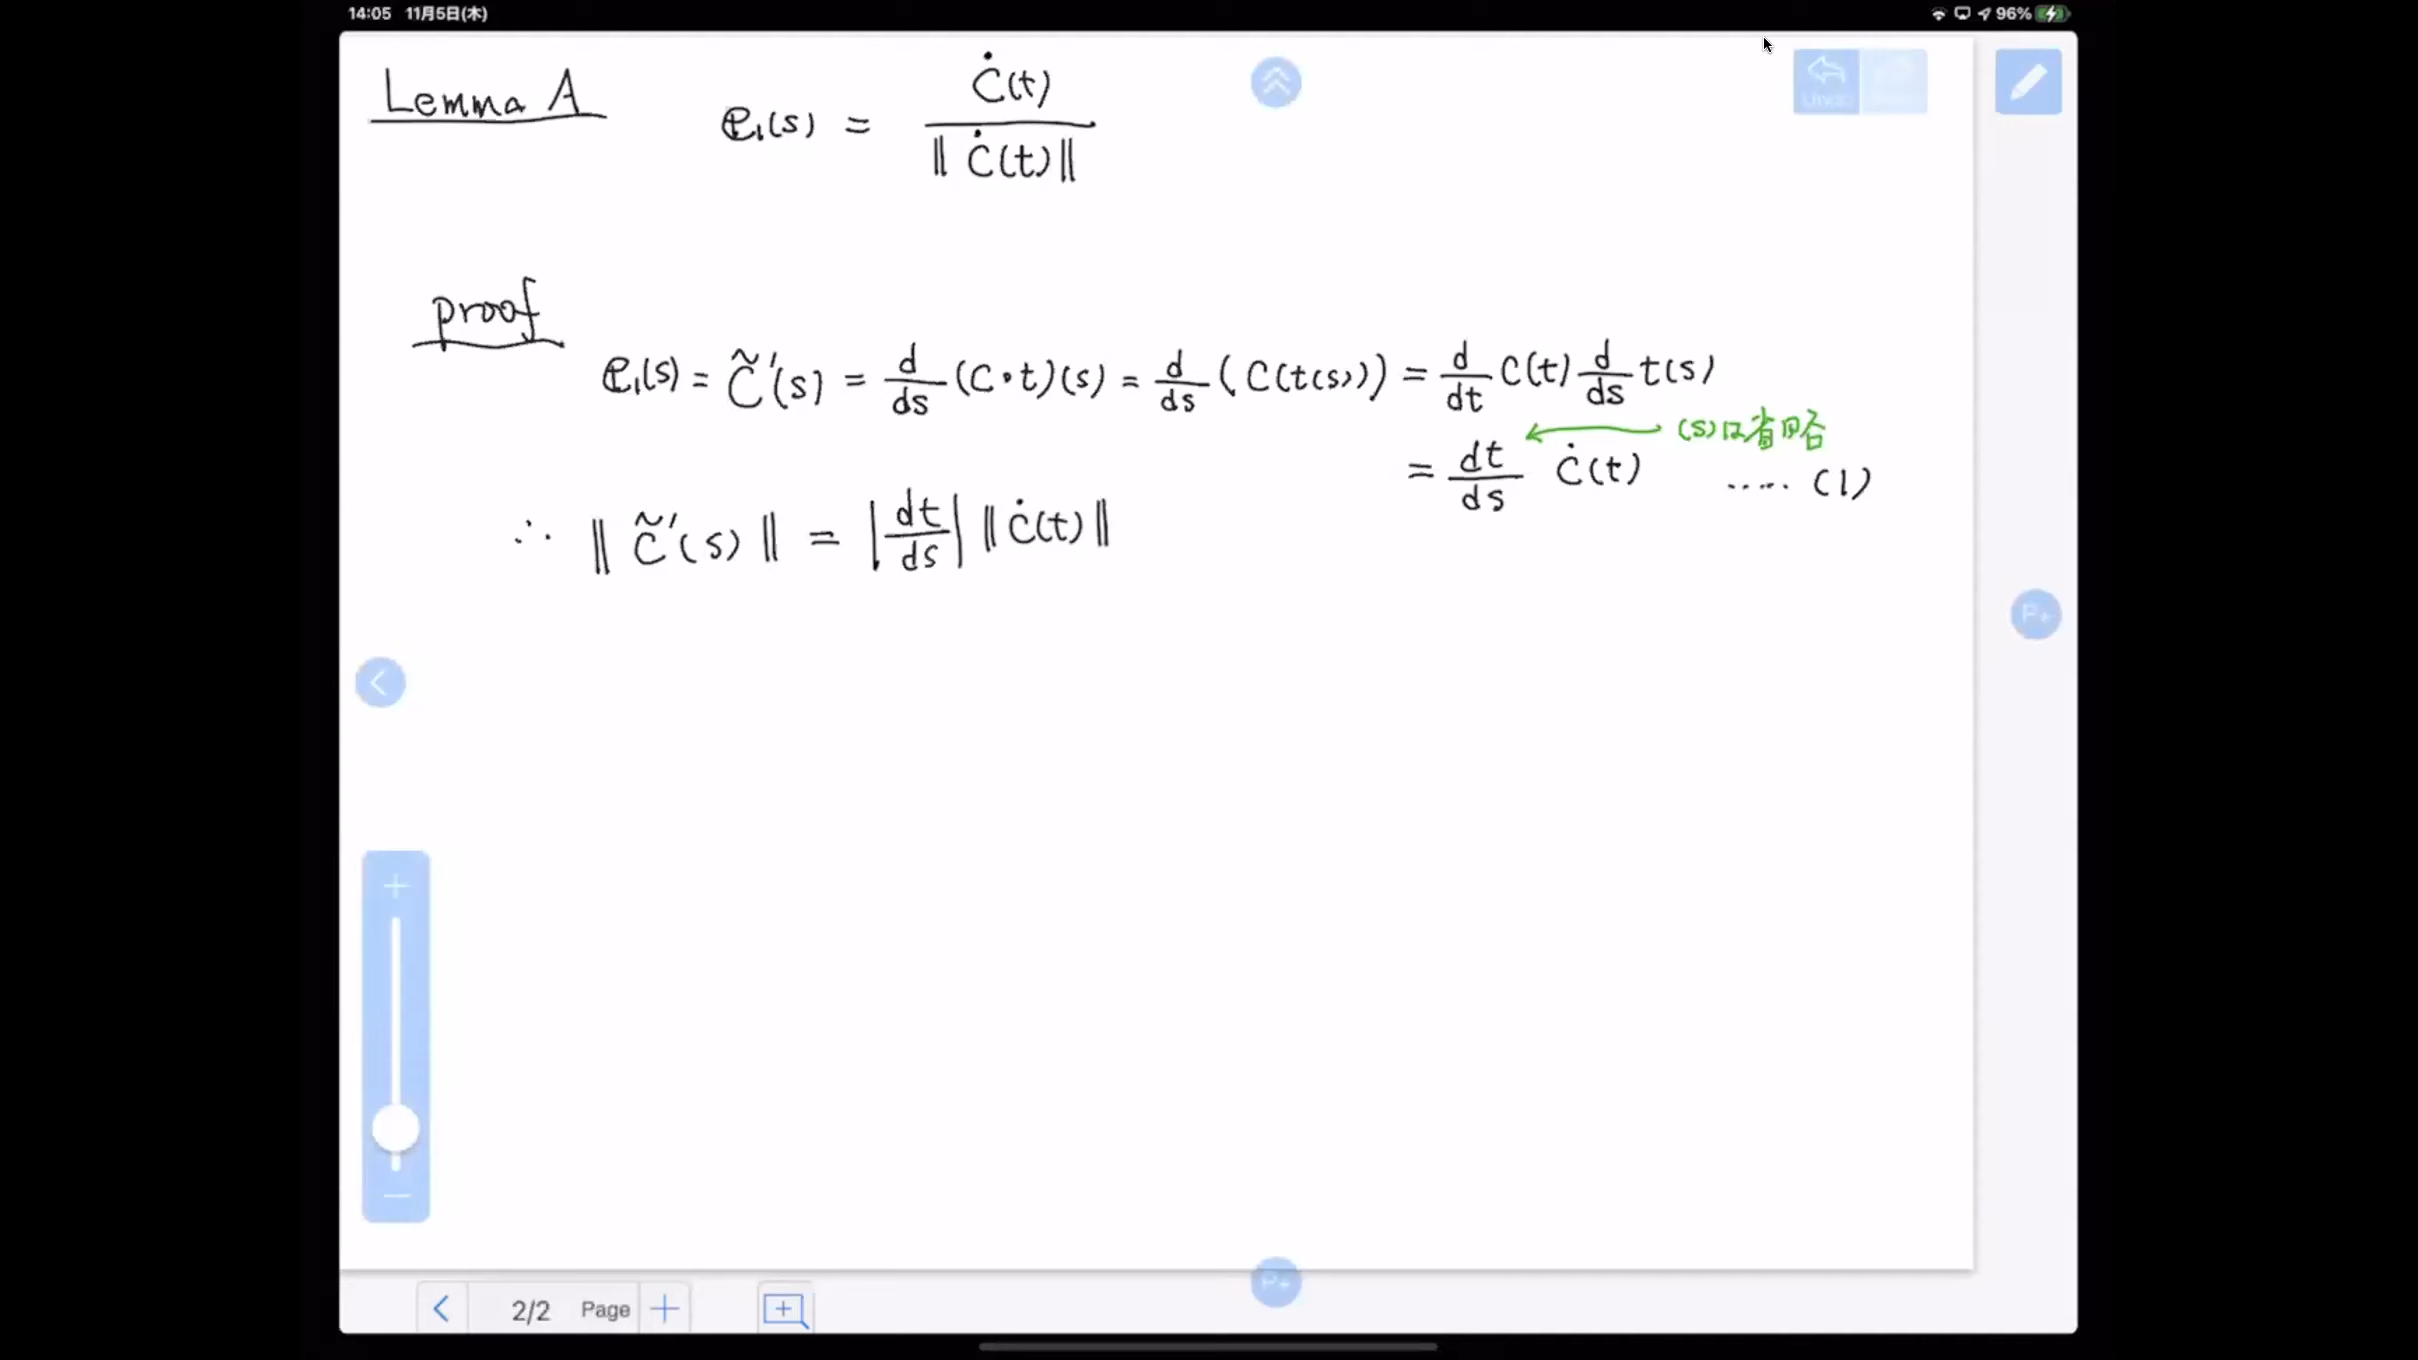 14:05 11月5日(木) 96%
Lemma A e₁(s) = ċ(t) / ‖ċ(t)‖
proof
e₁(s) = c̃′(s) = d/ds (c∘t)(s) = d/ds (c(t(s))) = d/dt c(t) d/ds t(s)
(s)は省略
= dt/ds ċ(t) ..... (1)
∴ ‖c̃′(s)‖ = |dt/ds| ‖ċ(t)‖
P+
2/2 Page
P+